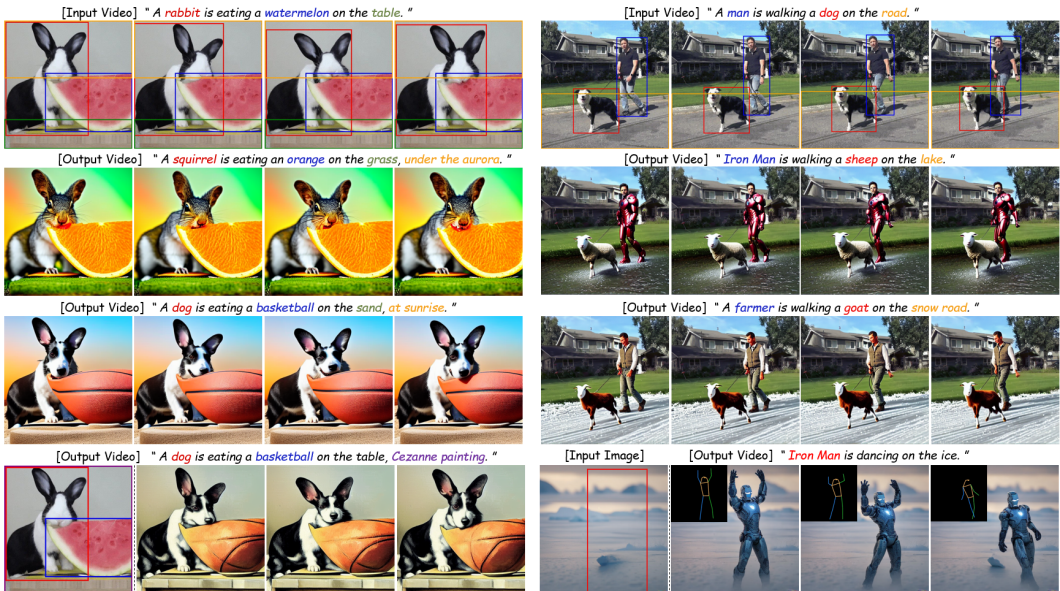 [Input Video] " A rabbit is eating a watermelon on the table. "
[Input Video] " A man is walking a dog on the road. "
[Output Video] " A squirrel is eating an orange on the grass, under the aurora. "
[Output Video] " Iron Man is walking a sheep on the lake. "
[Output Video] " A dog is eating a basketball on the sand, at sunrise. "
[Output Video] " A farmer is walking a goat on the snow road. "
[Output Video] " A dog is eating a basketball on the table, Cezanne painting. "
[Input Image] [Output Video] " Iron Man is dancing on the ice. "